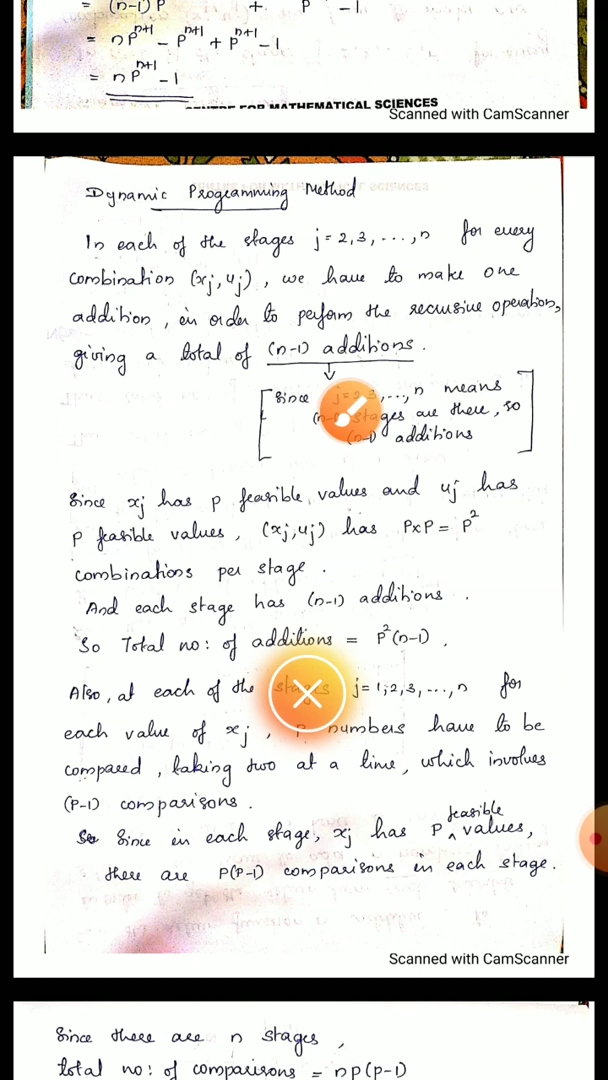 = (n-1) P + P - 1
= nP^{n+1} - P^{n+1} + P^{n+1} - 1
= n P^{n+1} - 1
CENTRE FOR MATHEMATICAL SCIENCES
Scanned with CamScanner
Dynamic Programming Method
In each of the stages j = 2, 3, ..., n for every
combination (xj, uj), we have to make one
addition, in order to perform the recursive operation,
giving a total of (n-1) additions.
[Since j=2,3,...,n means
stages are there, so
(n-1) additions]
Since xj has p feasible values and uj has
p feasible values, (xj, uj) has P×P = P²
combinations per stage.
And each stage has (n-1) additions.
So Total no: of additions = P²(n-1).
Also, at each of the stages j=1,2,3,...,n for
each value of xj, numbers have to be
compared, taking two at a time, which involves
(P-1) comparisons.
Since in each stage, xj has P feasible values,
there are P(P-1) comparisons in each stage.
Scanned with CamScanner
Since there are n stages,
total no: of comparisons = nP(P-1)